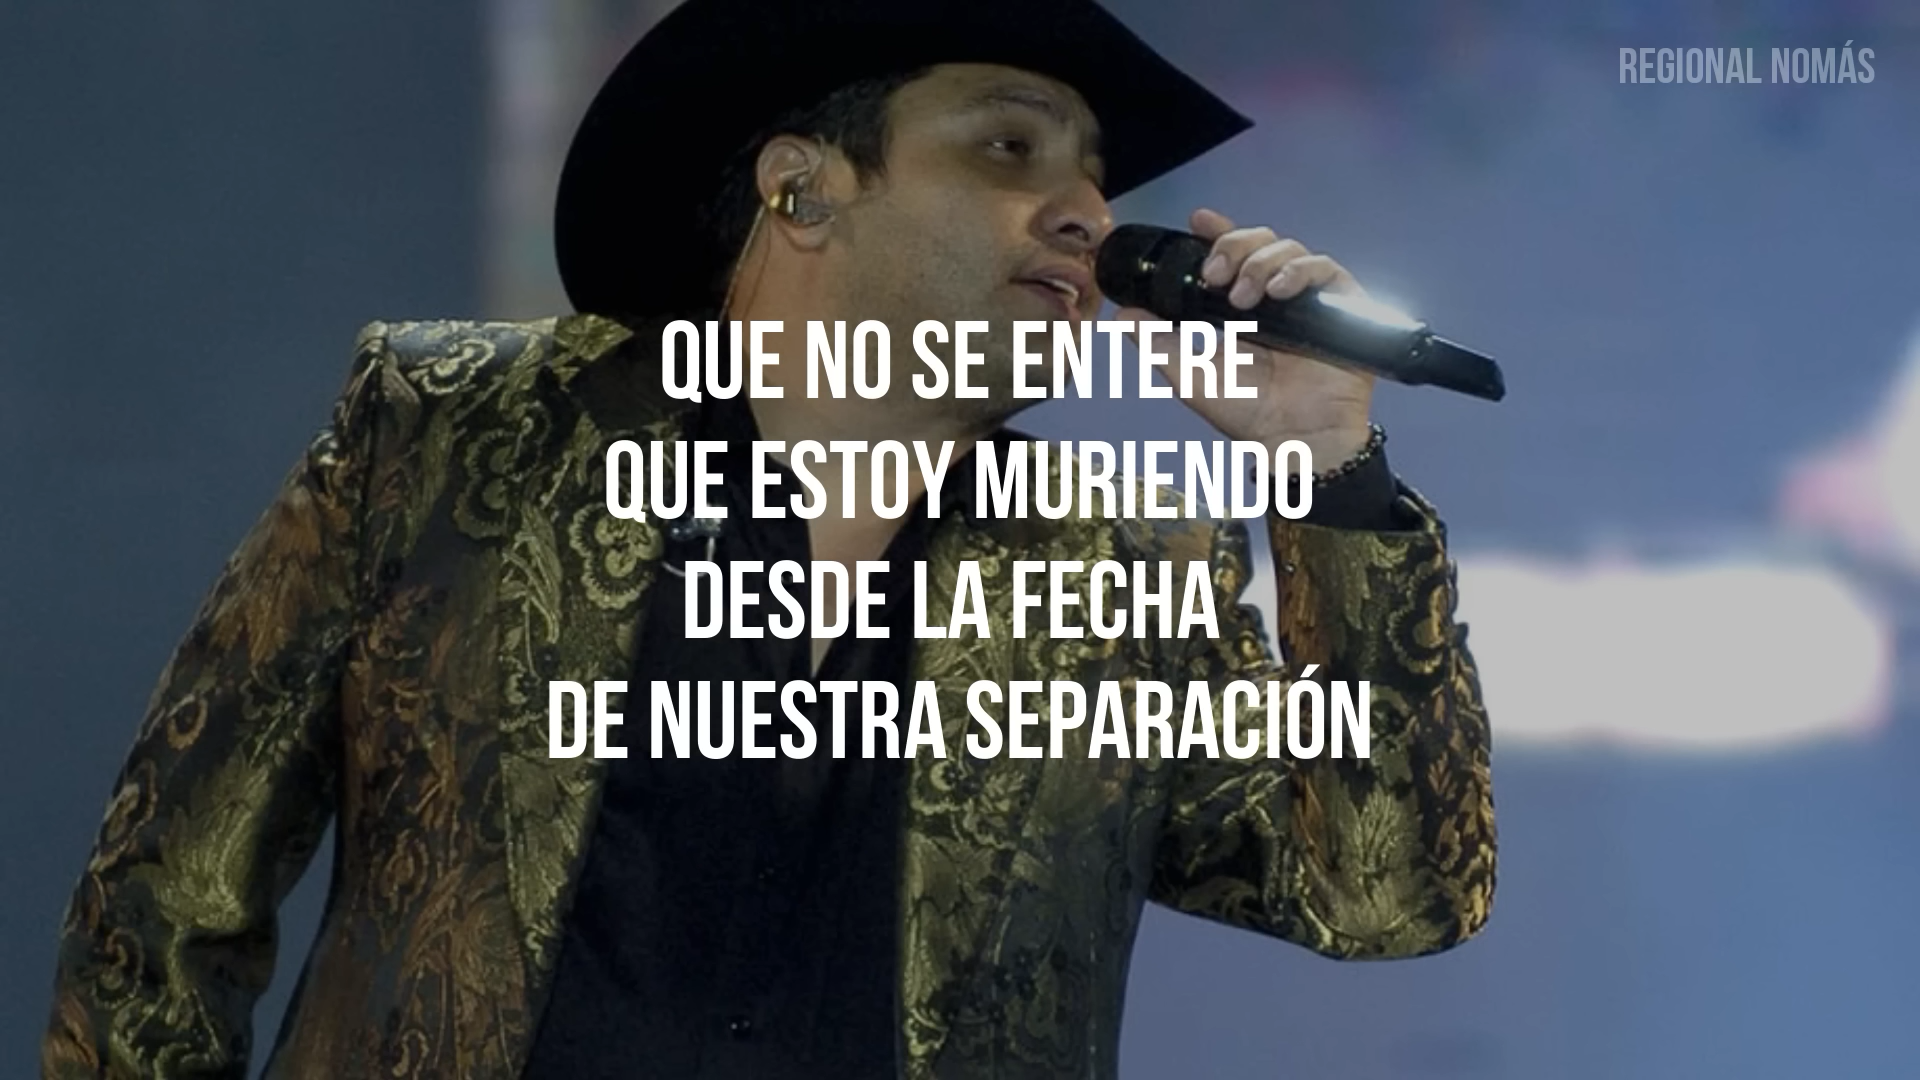 REGIONAL NOMÁS
QUE NO SE ENTERE
QUE ESTOY MURIENDO
DESDE LA FECHA
DE NUESTRA SEPARACIÓN